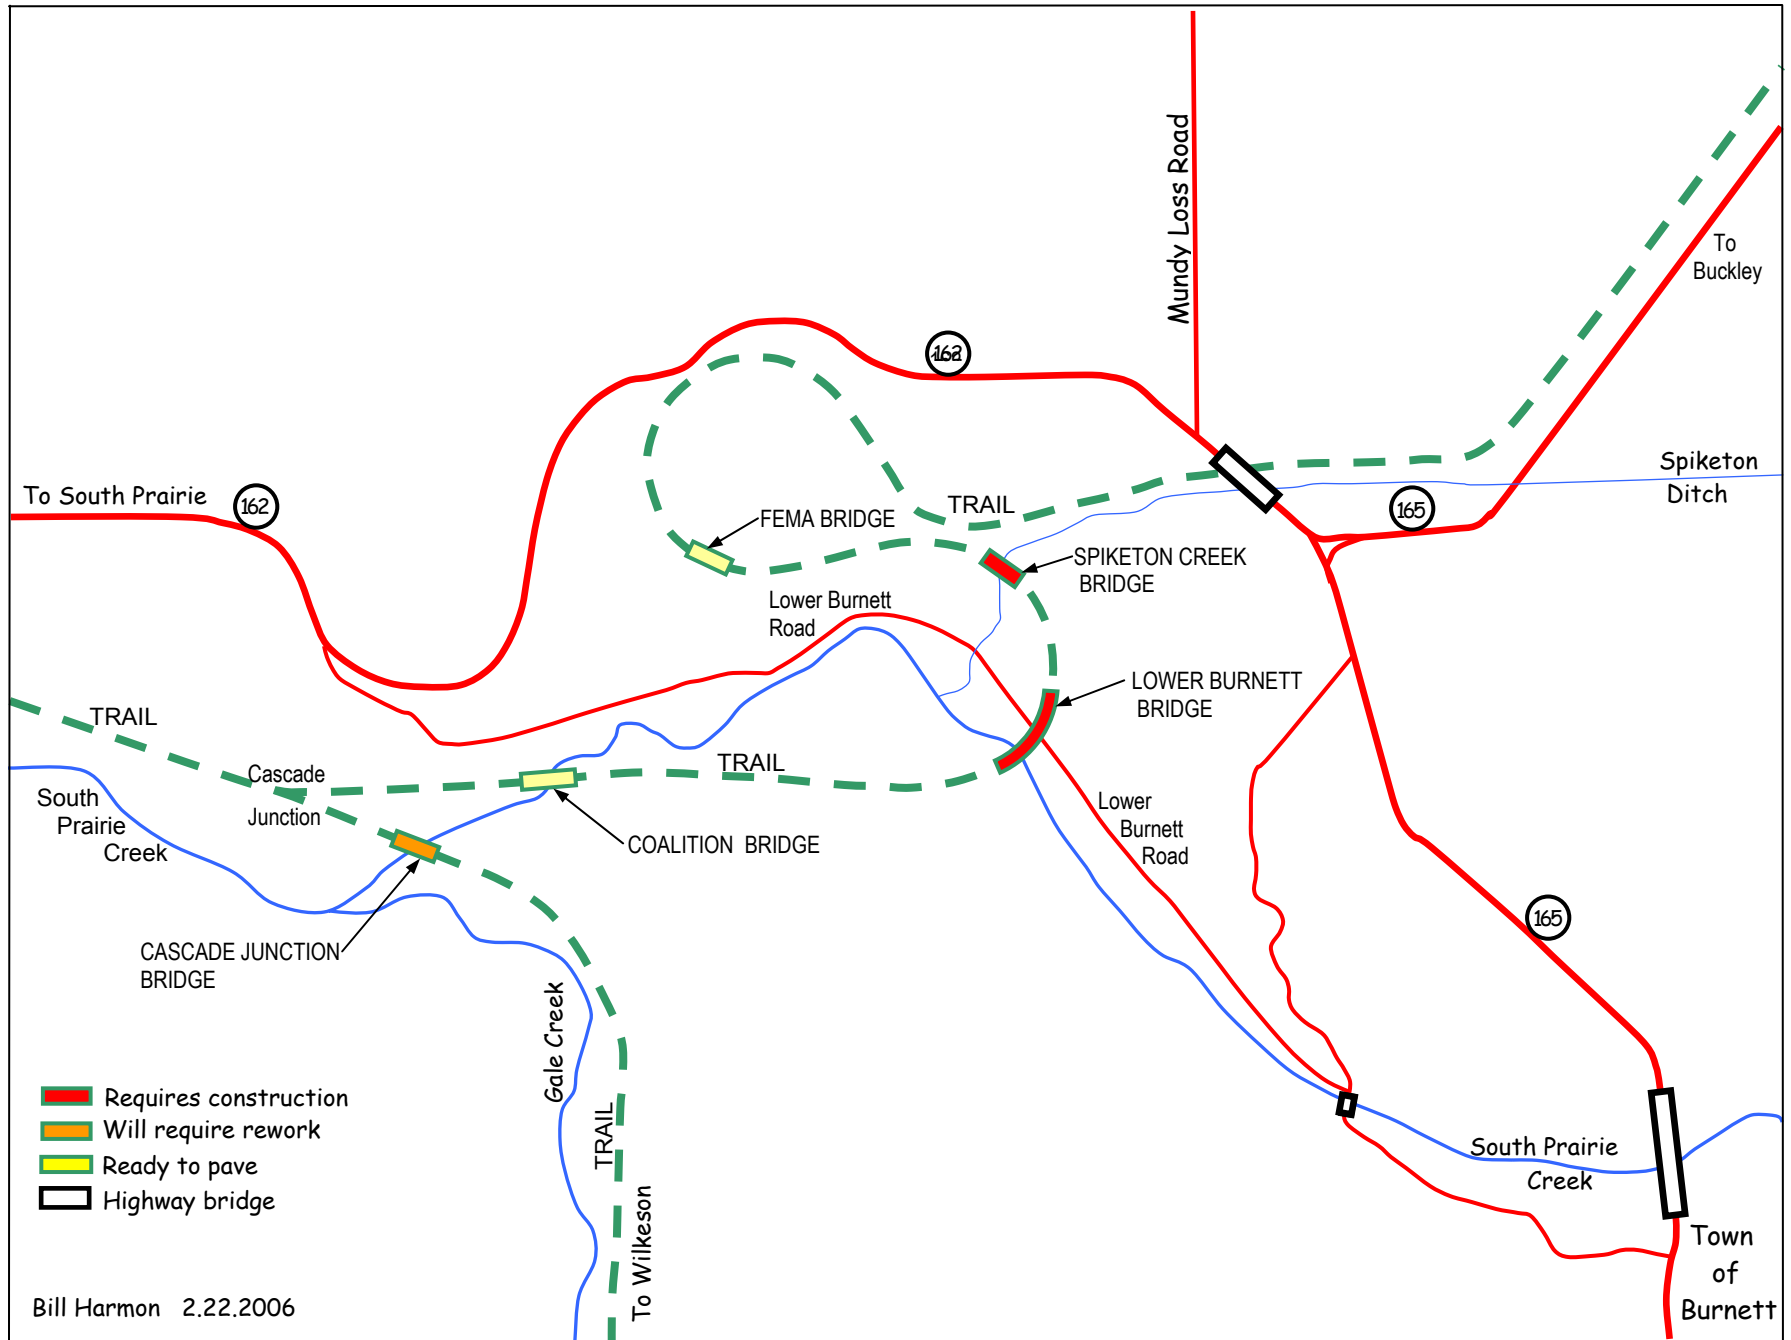 Mundy Loss Road
To
Buckley
162
Spiketon
Ditch
To South Prairie
162
TRAIL
165
FEMA BRIDGE
SPIKETON CREEK
BRIDGE
Lower Burnett
Road
LOWER BURNETT
BRIDGE
TRAIL
TRAIL
Cascade
Junction
South
Prairie
Creek
Lower
Burnett
Road
COALITION BRIDGE
165
CASCADE JUNCTION
BRIDGE
Gale Creek
TRAIL
To Wilkeson
Requires construction
Will require rework
Ready to pave
Highway bridge
South Prairie
Creek
Town
of
Burnett
Bill Harmon 2.22.2006